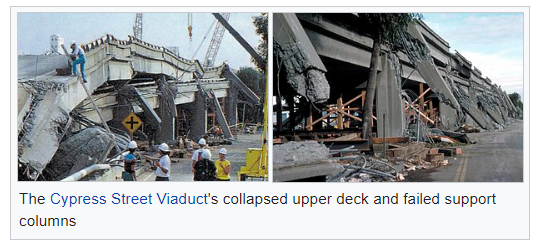 The Cypress Street Viaduct's collapsed upper deck and failed support
columns